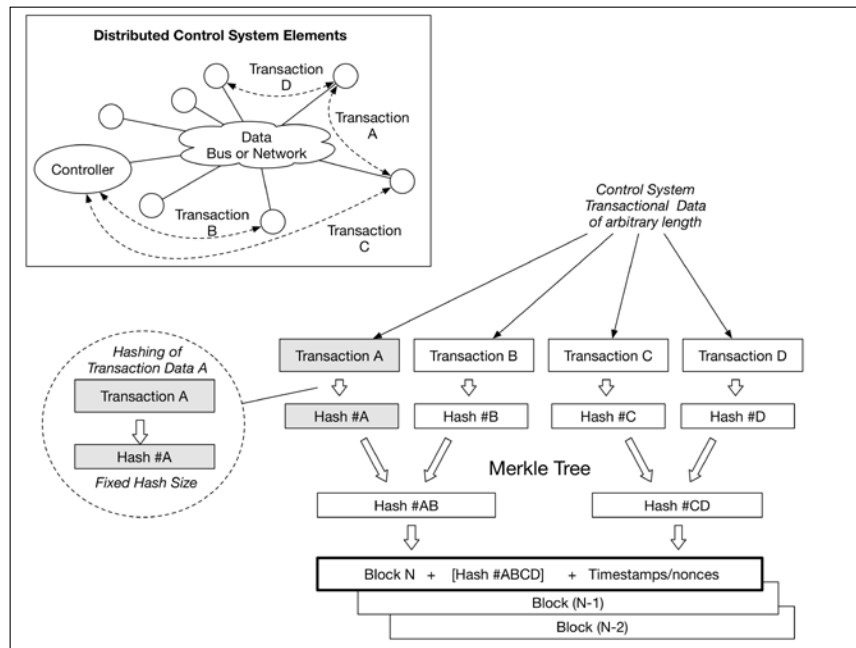 Distributed Control System Elements
Transaction
D
Transaction
A
Data
Bus or Network
Controller
Transaction
B
Transaction
C
Control System
Transactional Data
of arbitrary length
Hashing of
Transaction Data A
Transaction A
Hash #A
Fixed Hash Size
Transaction A
Transaction B
Transaction C
Transaction D
Hash #A
Hash #B
Hash #C
Hash #D
Merkle Tree
Hash #AB
Hash #CD
Block N + [Hash #ABCD] + Timestamps/nonces
Block (N-1)
Block (N-2)